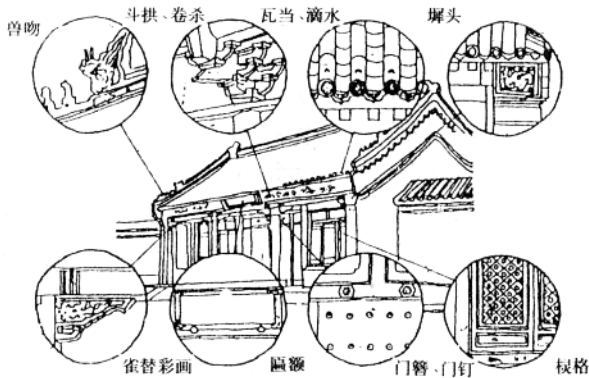 兽吻
斗拱、卷杀
瓦当、滴水
墀头
雀替彩画
匾额
门簪、门钉
棂格